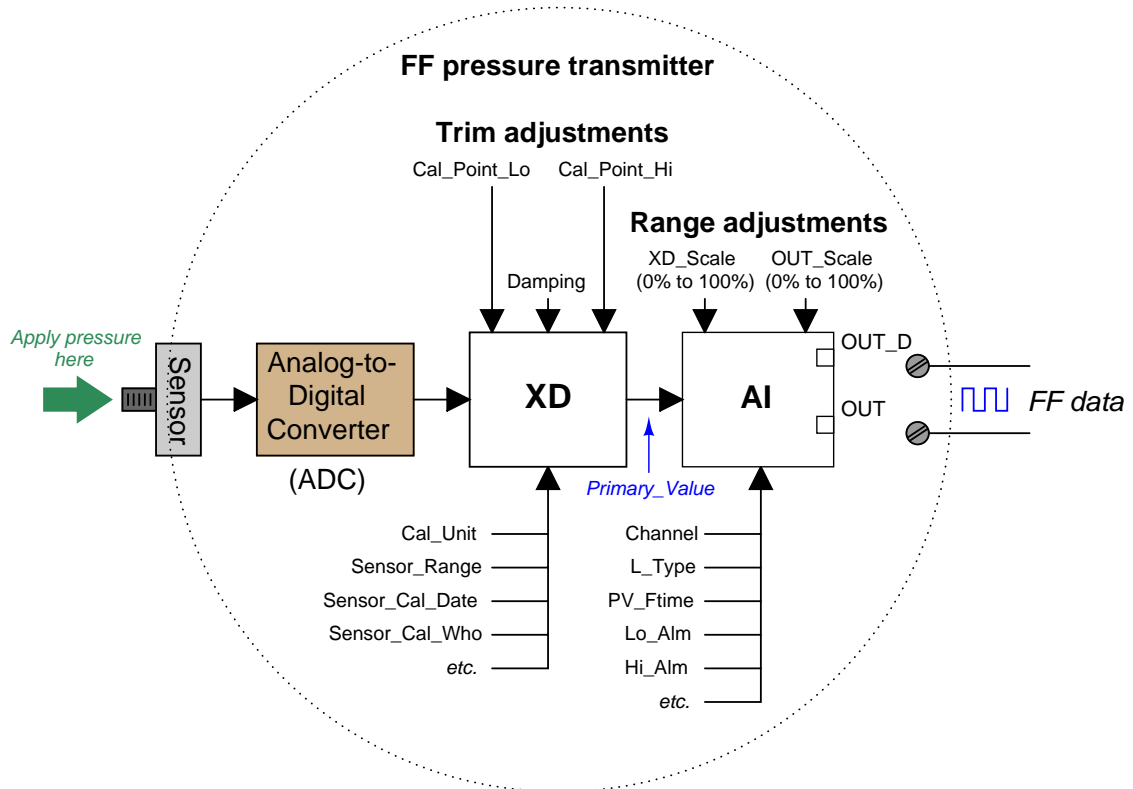 FF pressure transmitter
Trim adjustments
Cal_Point_Lo Cal_Point_Hi
Range adjustments
XD_Scale
(0% to 100%)
OUT_Scale
(0% to 100%)
Damping
Apply pressure
here
Sensor
Analog-to-
Digital
Converter
(ADC)
XD
AI
OUT_D
OUT
FF data
Primary_Value
Cal_Unit
Sensor_Range
Sensor_Cal_Date
Sensor_Cal_Who
etc.
Channel
L_Type
PV_Ftime
Lo_Alm
Hi_Alm
etc.